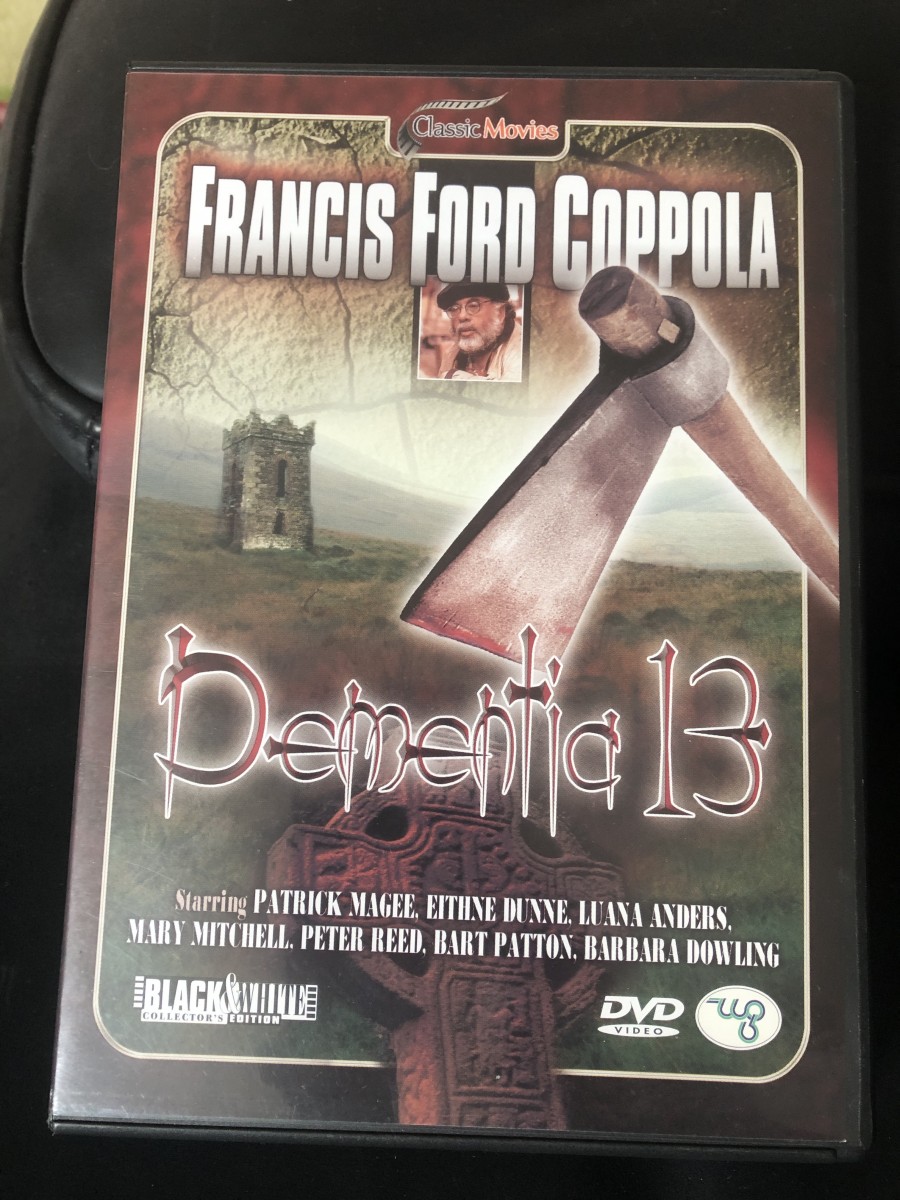 Classic Movies
FRANCIS FORD COPPOLA
Dementia 13
Starring PATRICK MAGEE, EITHNE DUNNE, LUANA ANDERS,
MARY MITCHELL, PETER REED, BART PATTON, BARBARA DOWLING
BLACK & WHITE
COLLECTOR'S EDITION
DVD
VIDEO